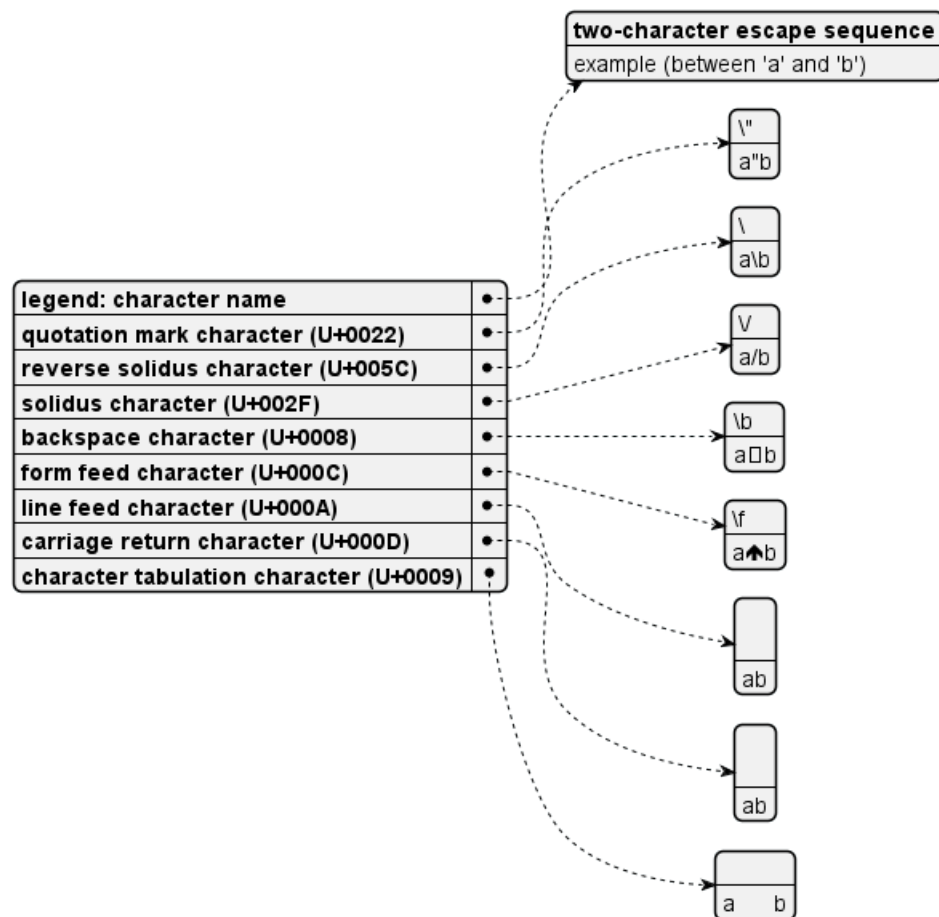 two-character escape sequence
example (between 'a' and 'b')
\"
a"b
\
a\b
legend: character name
quotation mark character (U+0022)
reverse solidus character (U+005C)
solidus character (U+002F)
backspace character (U+0008)
form feed character (U+000C)
line feed character (U+000A)
carriage return character (U+000D)
character tabulation character (U+0009)
\/
a/b
\b
a▯b
\f
a🡅b
ab
ab
a b